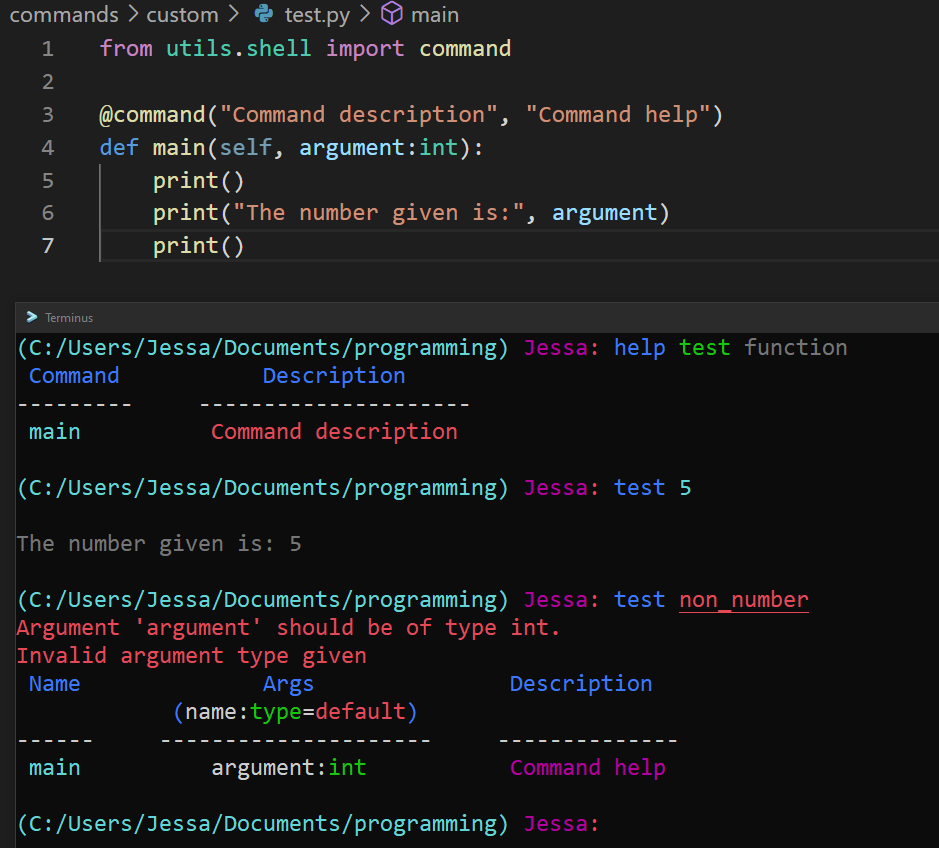 commands > custom > test.py > main
1 from utils.shell import command
2
3 @command("Command description", "Command help")
4 def main(self, argument:int):
5 print()
6 print("The number given is:", argument)
7 print()
Terminus
(C:/Users/Jessa/Documents/programming) Jessa: help test function
Command Description
--------- ---------------------
main Command description
(C:/Users/Jessa/Documents/programming) Jessa: test 5
The number given is: 5
(C:/Users/Jessa/Documents/programming) Jessa: test non_number
Argument 'argument' should be of type int.
Invalid argument type given
Name Args Description
(name:type=default)
------ --------------------- --------------
main argument:int Command help
(C:/Users/Jessa/Documents/programming) Jessa: